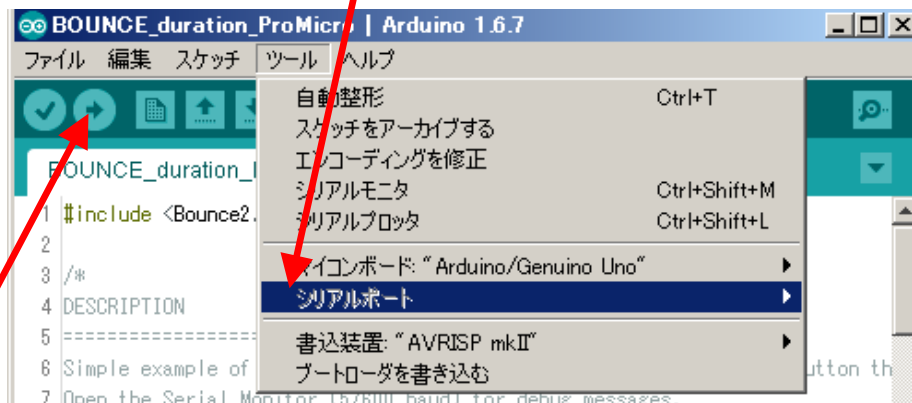 BOUNCE_duration_ProMicro | Arduino 1.6.7
ファイル 編集 スケッチ ツール ヘルプ
自動整形 Ctrl+T
スケッチをアーカイブする
エンコーディングを修正
シリアルモニタ Ctrl+Shift+M
シリアルプロッタ Ctrl+Shift+L
マイコンボード: "Arduino/Genuino Uno"
シリアルポート
書込装置: "AVRISP mkII"
ブートローダを書き込む
BOUNCE_duration_
1 #include <Bounce2.
2
3 /*
4 DESCRIPTION
5 ====================
6 Simple example of utton th
7 Open the Serial Monitor (57600 baud) for debug messages.